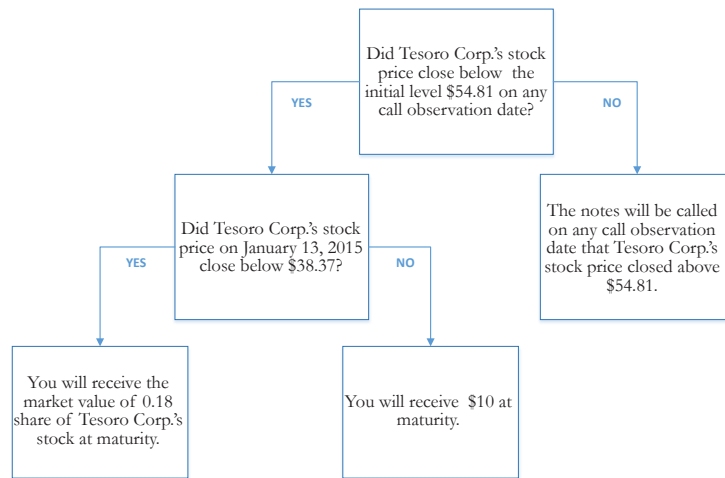 Did Tesoro Corp.'s stock
price close below the
initial level $54.81 on any
call observation date?
YES
NO
Did Tesoro Corp.'s stock
price on January 13, 2015
close below $38.37?
The notes will be called
on any call observation
date that Tesoro Corp.'s
stock price closed above
$54.81.
YES
NO
You will receive the
market value of 0.18
share of Tesoro Corp.'s
stock at maturity.
You will receive $10 at
maturity.